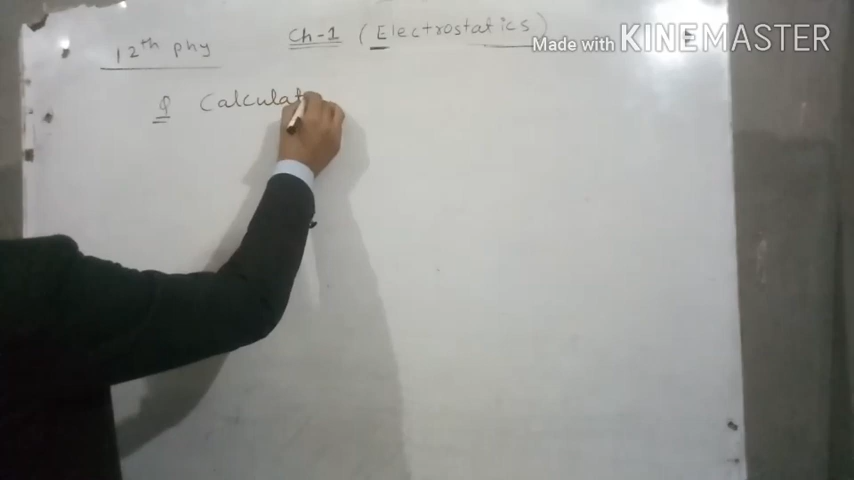 12th phy Ch-1 (Electrostatics)
Made with KINEMASTER
Q Calculat